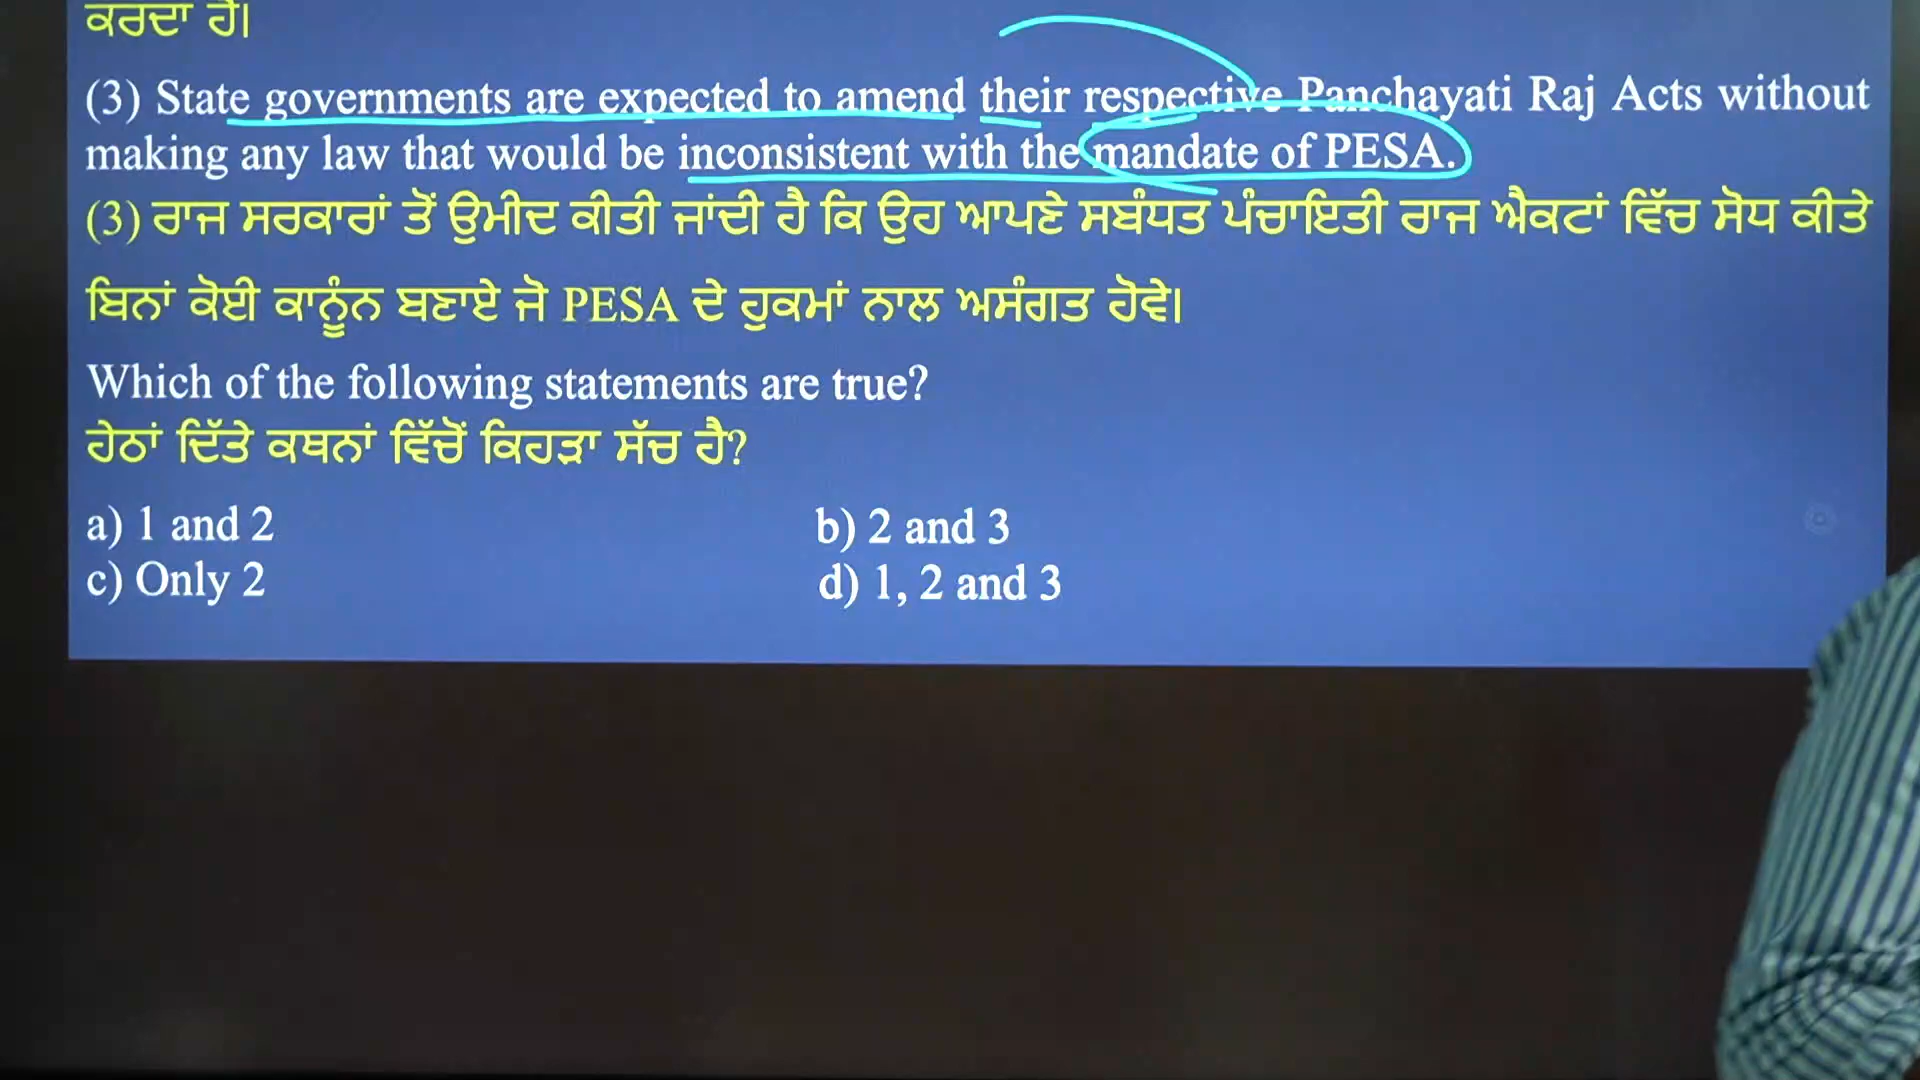 ਕਰਦਾ ਹੈ।
(3) State governments are expected to amend their respective Panchayati Raj Acts without
making any law that would be inconsistent with the mandate of PESA.
(3) ਰਾਜ ਸਰਕਾਰਾਂ ਤੋਂ ਉਮੀਦ ਕੀਤੀ ਜਾਂਦੀ ਹੈ ਕਿ ਉਹ ਆਪਣੇ ਸਬੰਧਤ ਪੰਚਾਇਤੀ ਰਾਜ ਐਕਟਾਂ ਵਿੱਚ ਸੋਧ ਕੀਤੇ
ਬਿਨਾਂ ਕੋਈ ਕਾਨੂੰਨ ਬਣਾਏ ਜੋ PESA ਦੇ ਹੁਕਮਾਂ ਨਾਲ ਅਸੰਗਤ ਹੋਵੇ।
Which of the following statements are true?
ਹੇਠਾਂ ਦਿੱਤੇ ਕਥਨਾਂ ਵਿੱਚੋਂ ਕਿਹੜਾ ਸੱਚ ਹੈ?
a) 1 and 2 b) 2 and 3
c) Only 2 d) 1, 2 and 3